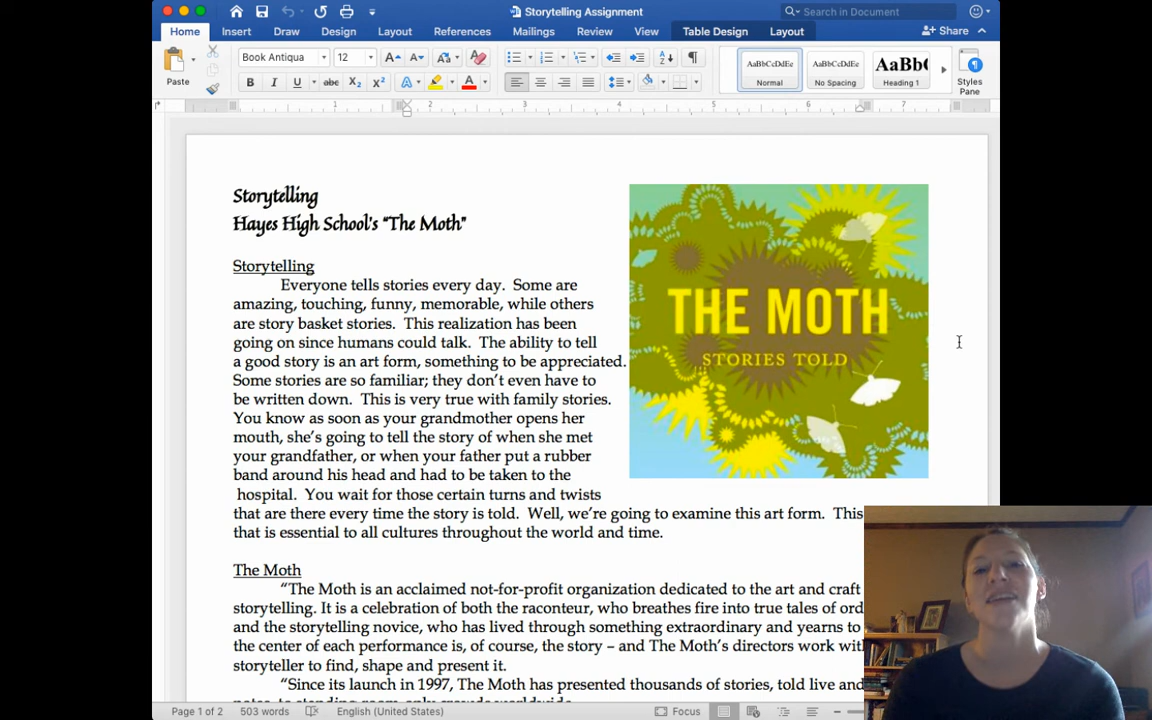 Storytelling Assignment
Search in Document
Home Insert Draw Design Layout References Mailings Review View Table Design Layout Share
Paste
Book Antiqua 12
AaBbCcDdEe AaBbCcDdEe AaBb(
Normal No Spacing Heading 1
Styles Pane
1 2 3 4 5 6 7
Storytelling
Hayes High School's "The Moth"
Storytelling
Everyone tells stories every day. Some are
amazing, touching, funny, memorable, while others
are story basket stories. This realization has been
going on since humans could talk. The ability to tell
a good story is an art form, something to be appreciated.
Some stories are so familiar; they don't even have to
be written down. This is very true with family stories.
You know as soon as your grandmother opens her
mouth, she's going to tell the story of when she met
your grandfather, or when your father put a rubber
band around his head and had to be taken to the
hospital. You wait for those certain turns and twists
that are there every time the story is told. Well, we're going to examine this art form. This
that is essential to all cultures throughout the world and time.
THE MOTH
STORIES TOLD
The Moth
"The Moth is an acclaimed not-for-profit organization dedicated to the art and craft
storytelling. It is a celebration of both the raconteur, who breathes fire into true tales of ord
and the storytelling novice, who has lived through something extraordinary and yearns to
the center of each performance is, of course, the story – and The Moth's directors work wit
storyteller to find, shape and present it.
"Since its launch in 1997, The Moth has presented thousands of stories, told live and
Page 1 of 2 503 words English (United States) Focus